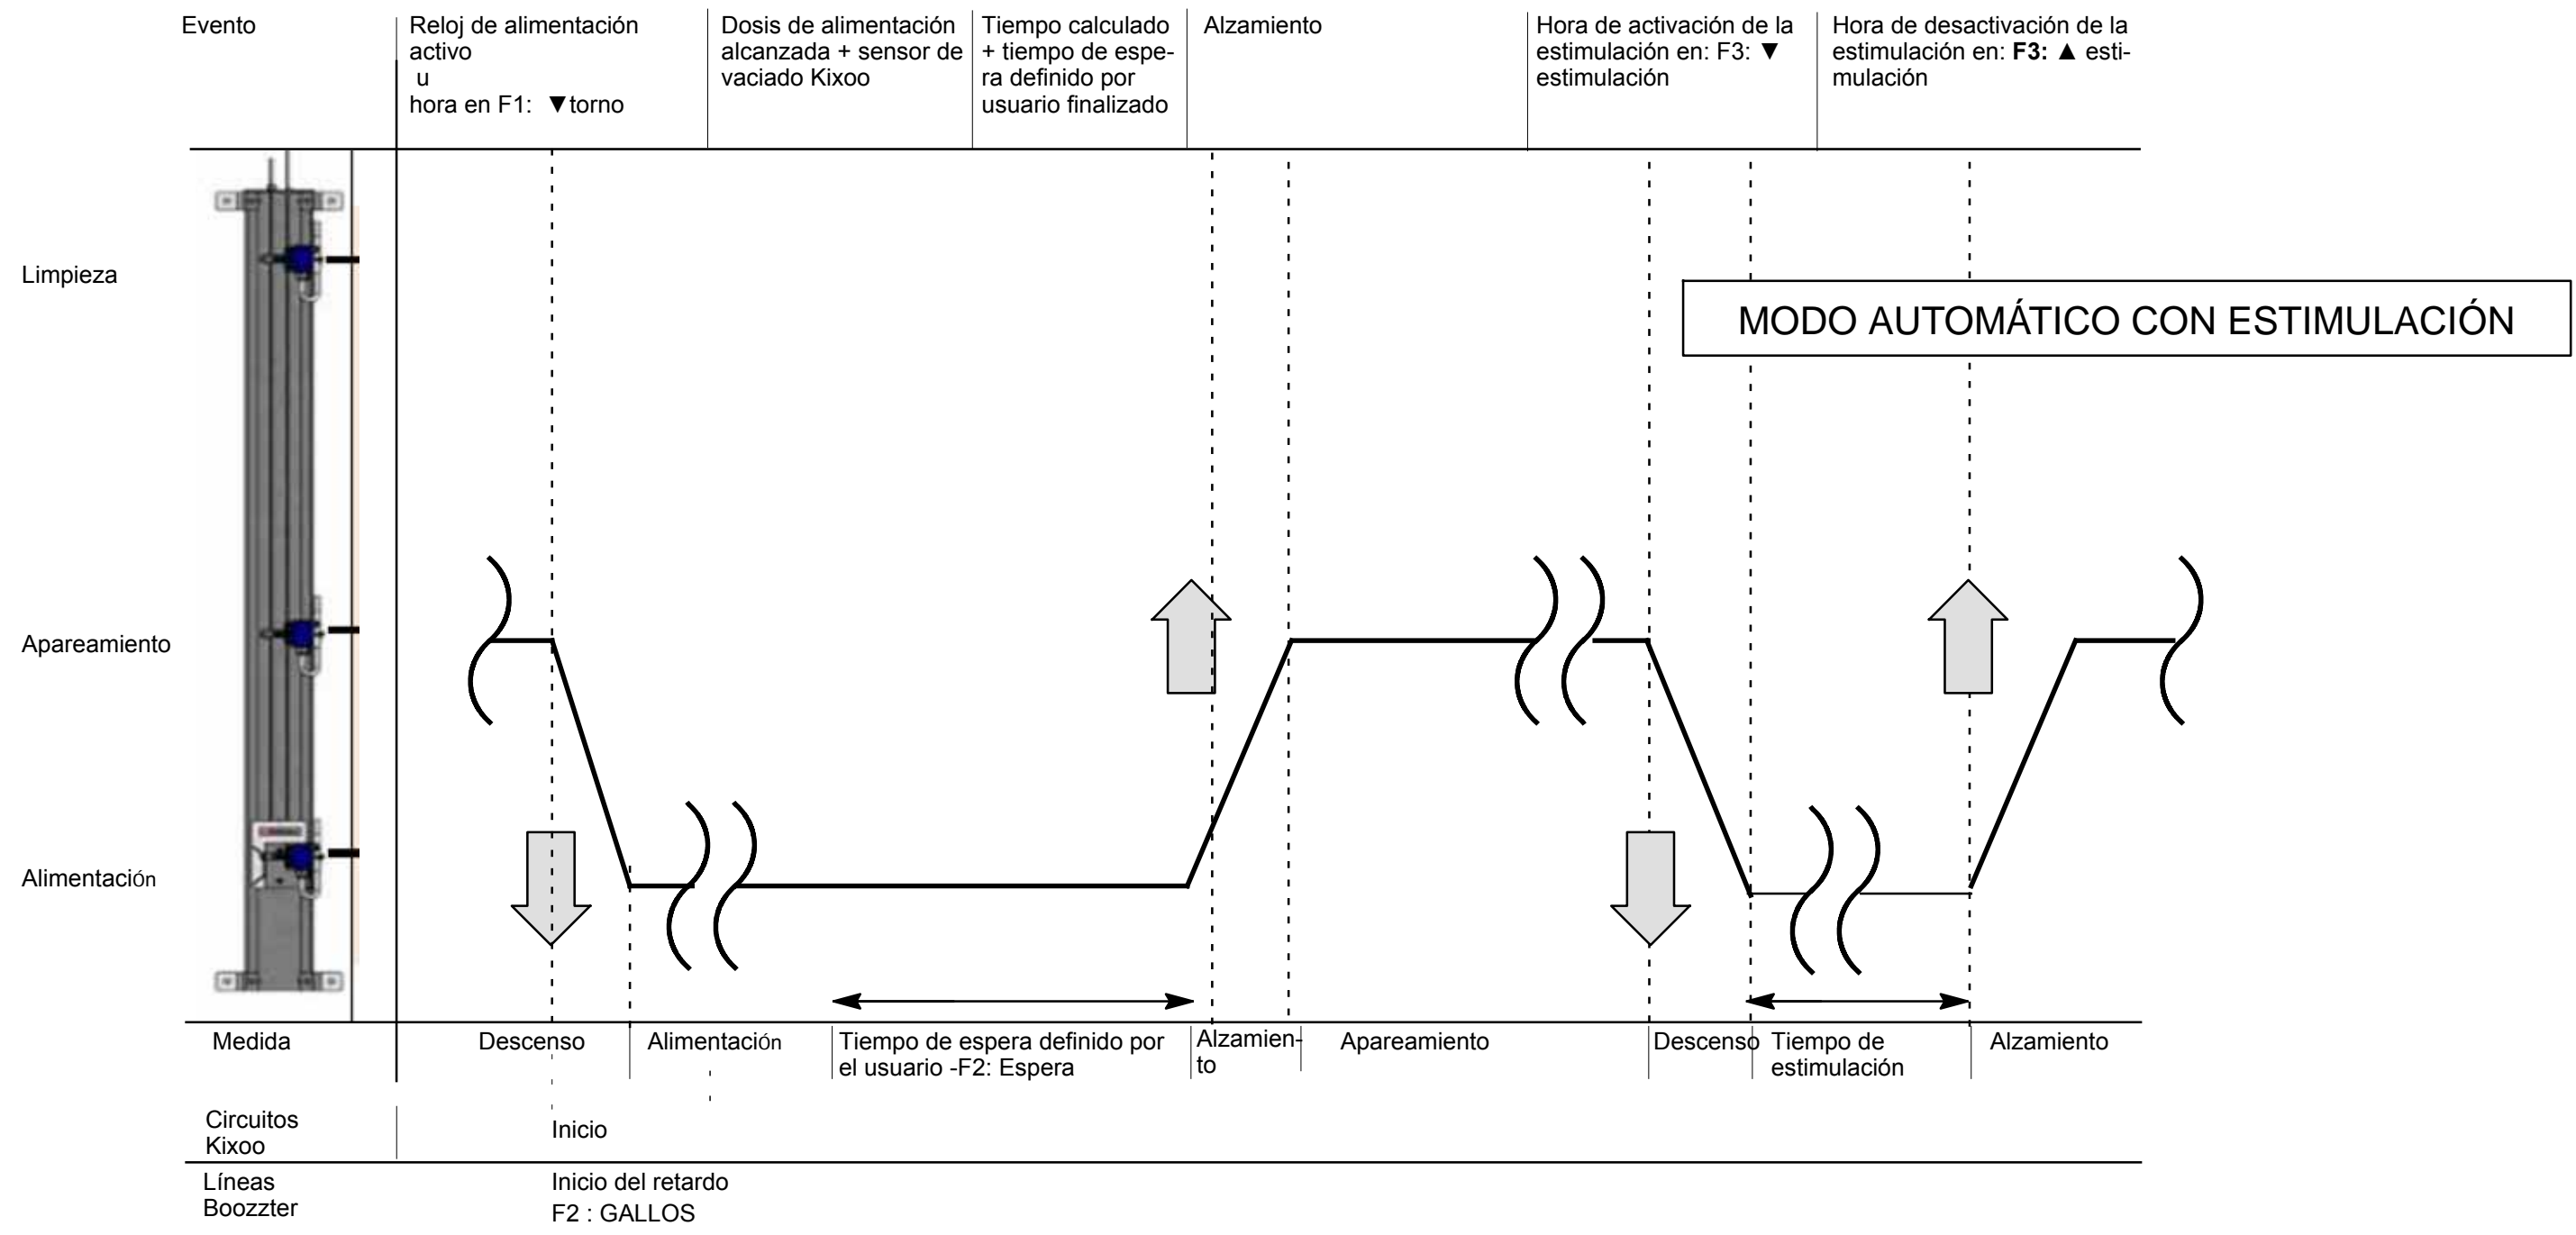 Evento
Reloj de alimentación
activo
u
hora en F1: ▼torno
Dosis de alimentación
alcanzada + sensor de
vaciado Kixoo
Tiempo calculado
+ tiempo de espe-
ra definido por
usuario finalizado
Alzamiento
Hora de activación de la
estimulación en: F3: ▼
estimulación
Hora de desactivación de la
estimulación en: F3: ▲ esti-
mulación
Limpieza
MODO AUTOMÁTICO CON ESTIMULACIÓN
Apareamiento
Alimentación
Medida
Descenso
Alimentación
Tiempo de espera definido por
el usuario -F2: Espera
Alzamien-
to
Apareamiento
Descenso
Tiempo de
estimulación
Alzamiento
Circuitos
Kixoo
Inicio
Líneas
Boozzter
Inicio del retardo
F2 : GALLOS